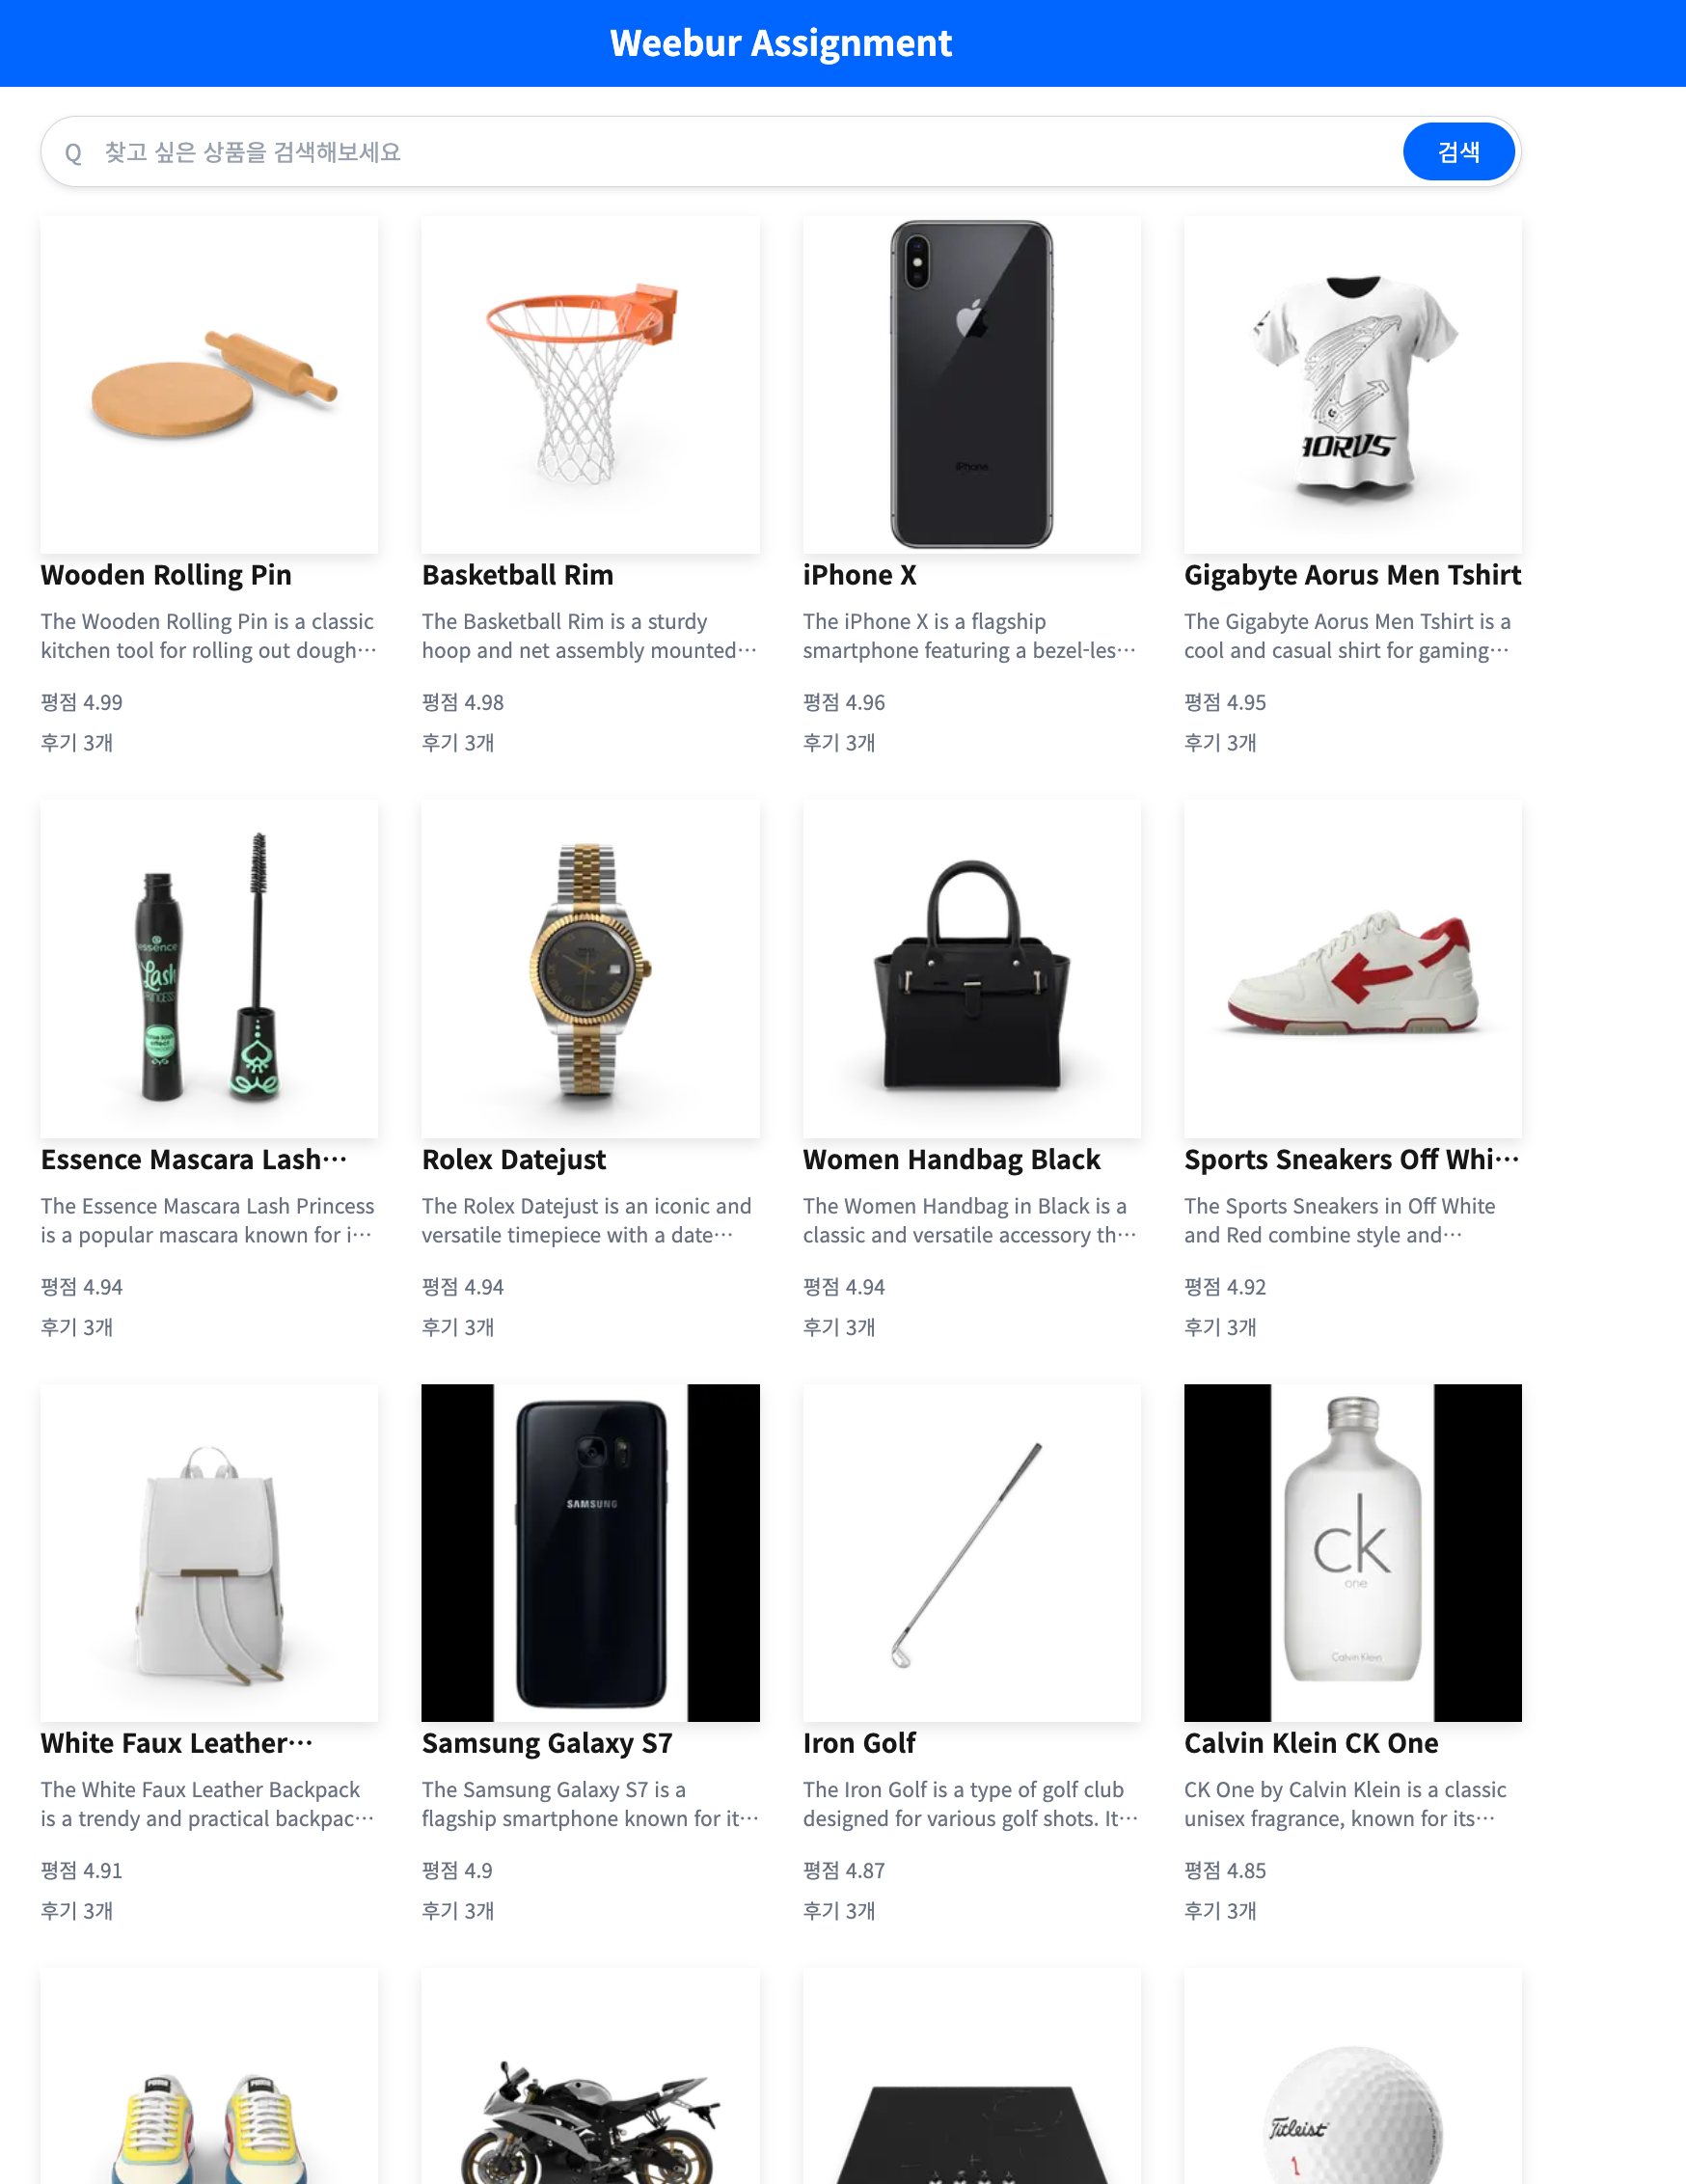 Weebur Assignment
Q 찾고 싶은 상품을 검색해보세요 검색
iPhone
AORUS
Wooden Rolling Pin
The Wooden Rolling Pin is a classic
kitchen tool for rolling out dough…
평점 4.99
후기 3개
Basketball Rim
The Basketball Rim is a sturdy
hoop and net assembly mounted…
평점 4.98
후기 3개
iPhone X
The iPhone X is a flagship
smartphone featuring a bezel-les…
평점 4.96
후기 3개
Gigabyte Aorus Men Tshirt
The Gigabyte Aorus Men Tshirt is a
cool and casual shirt for gaming…
평점 4.95
후기 3개
essence
Lash
PRINCESS
Essence Mascara Lash…
The Essence Mascara Lash Princess
is a popular mascara known for i…
평점 4.94
후기 3개
Rolex Datejust
The Rolex Datejust is an iconic and
versatile timepiece with a date…
평점 4.94
후기 3개
Women Handbag Black
The Women Handbag in Black is a
classic and versatile accessory th…
평점 4.94
후기 3개
Sports Sneakers Off Whi…
The Sports Sneakers in Off White
and Red combine style and…
평점 4.92
후기 3개
SAMSUNG
ck
one
Calvin Klein
White Faux Leather…
The White Faux Leather Backpack
is a trendy and practical backpac…
평점 4.91
후기 3개
Samsung Galaxy S7
The Samsung Galaxy S7 is a
flagship smartphone known for it…
평점 4.9
후기 3개
Iron Golf
The Iron Golf is a type of golf club
designed for various golf shots. It…
평점 4.87
후기 3개
Calvin Klein CK One
CK One by Calvin Klein is a classic
unisex fragrance, known for its…
평점 4.85
후기 3개
Titleist
1